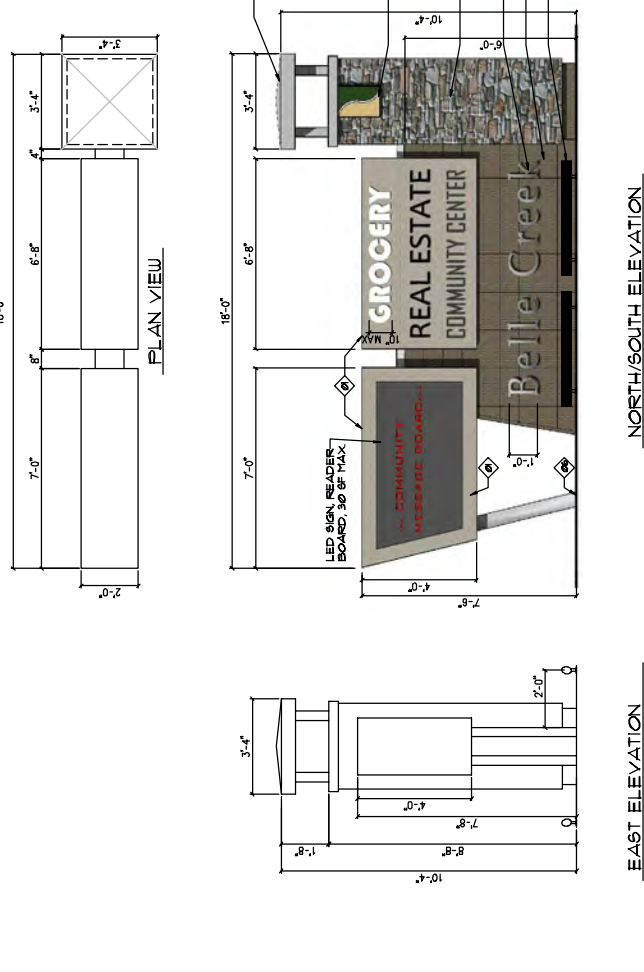 3'-4"
3'-4"
4"
6'-8"
8"
7'-0"
2'-0"
PLAN VIEW
10'-4"
6'-0"
3'-4"
6'-8"
18'-0"
7'-0"
GROCERY
REAL ESTATE
COMMUNITY CENTER
10" MAX
Belle Creek
1'-0"
LED SIGN, READER
BOARD, 30 SF MAX.
COMMUNITY
MESSAGE BOARD...
4'-0"
7'-6"
NORTH/SOUTH ELEVATION
3'-4"
2'-0"
4'-0"
7'-8"
1'-8"
8'-8"
10'-4"
EAST ELEVATION